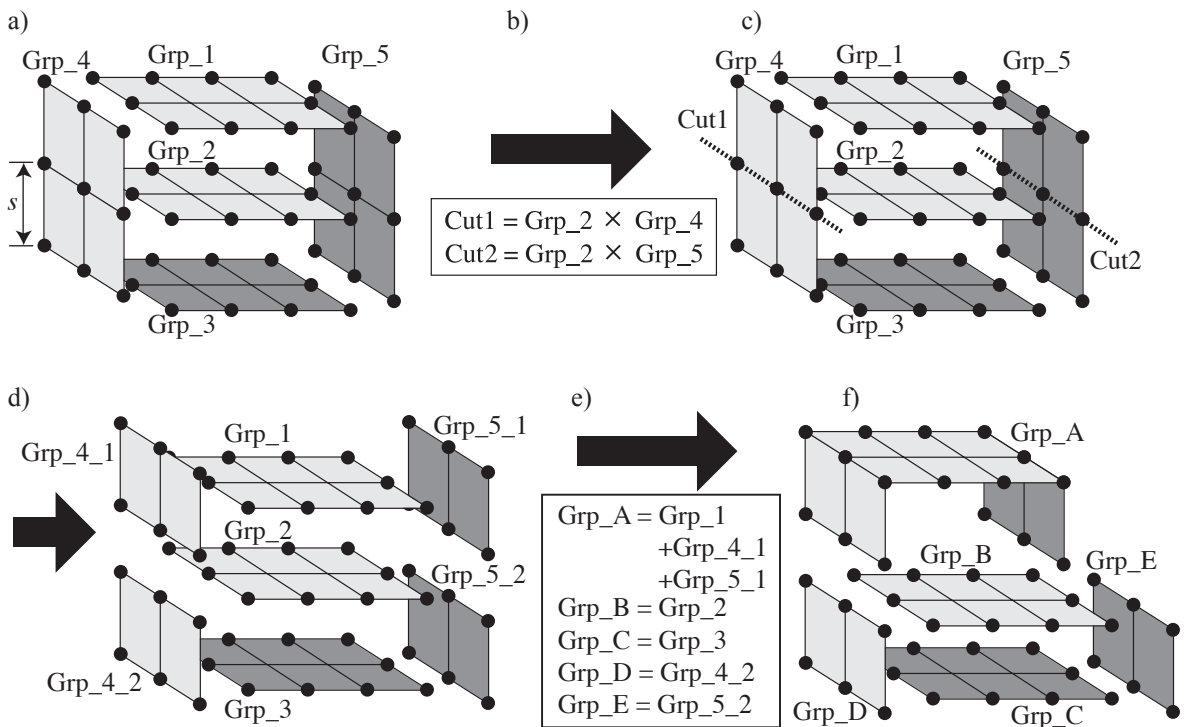 a)
b)
c)
Grp_4
Grp_1
Grp_5
Grp_2
s
Grp_3
Cut1 = Grp_2 × Grp_4
Cut2 = Grp_2 × Grp_5
Grp_4
Grp_1
Grp_5
Cut1
Grp_2
Cut2
Grp_3
d)
e)
f)
Grp_4_1
Grp_1
Grp_5_1
Grp_2
Grp_5_2
Grp_4_2
Grp_3
Grp_A = Grp_1
+Grp_4_1
+Grp_5_1
Grp_B = Grp_2
Grp_C = Grp_3
Grp_D = Grp_4_2
Grp_E = Grp_5_2
Grp_A
Grp_B
Grp_E
Grp_D
Grp_C